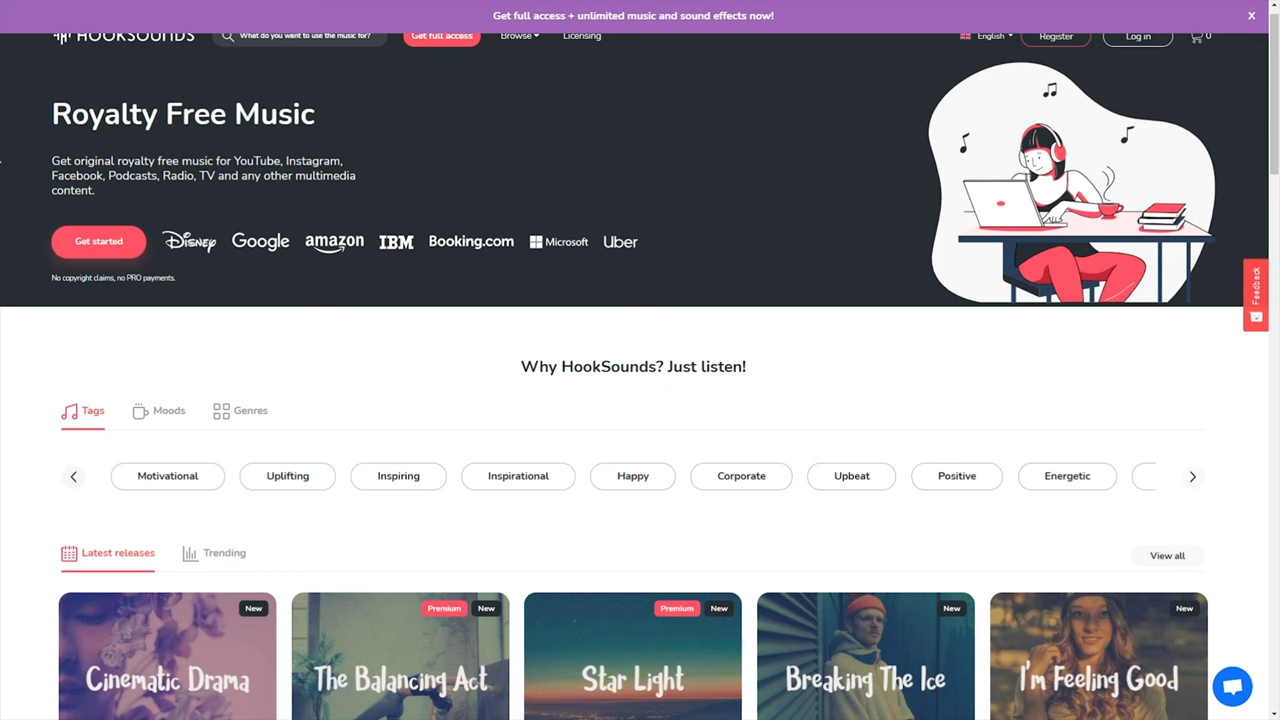 Get full access + unlimited music and sound effects now!
X
HOOKSOUNDS
What do you want to use the music for?
Get full access
Browse
Licensing
English
Register
Log in
0
Royalty Free Music
Get original royalty free music for YouTube, Instagram,
Facebook, Podcasts, Radio, TV and any other multimedia
content.
Get started
Disney
Google
amazon
IBM
Booking.com
Microsoft
Uber
No copyright claims, no PRO payments.
Feedback
Why HookSounds? Just listen!
Tags
Moods
Genres
Motivational
Uplifting
Inspiring
Inspirational
Happy
Corporate
Upbeat
Positive
Energetic
Latest releases
Trending
View all
New
Premium
New
Premium
New
New
New
Cinematic Drama
The Balancing Act
Star Light
Breaking The Ice
I'm Feeling Good